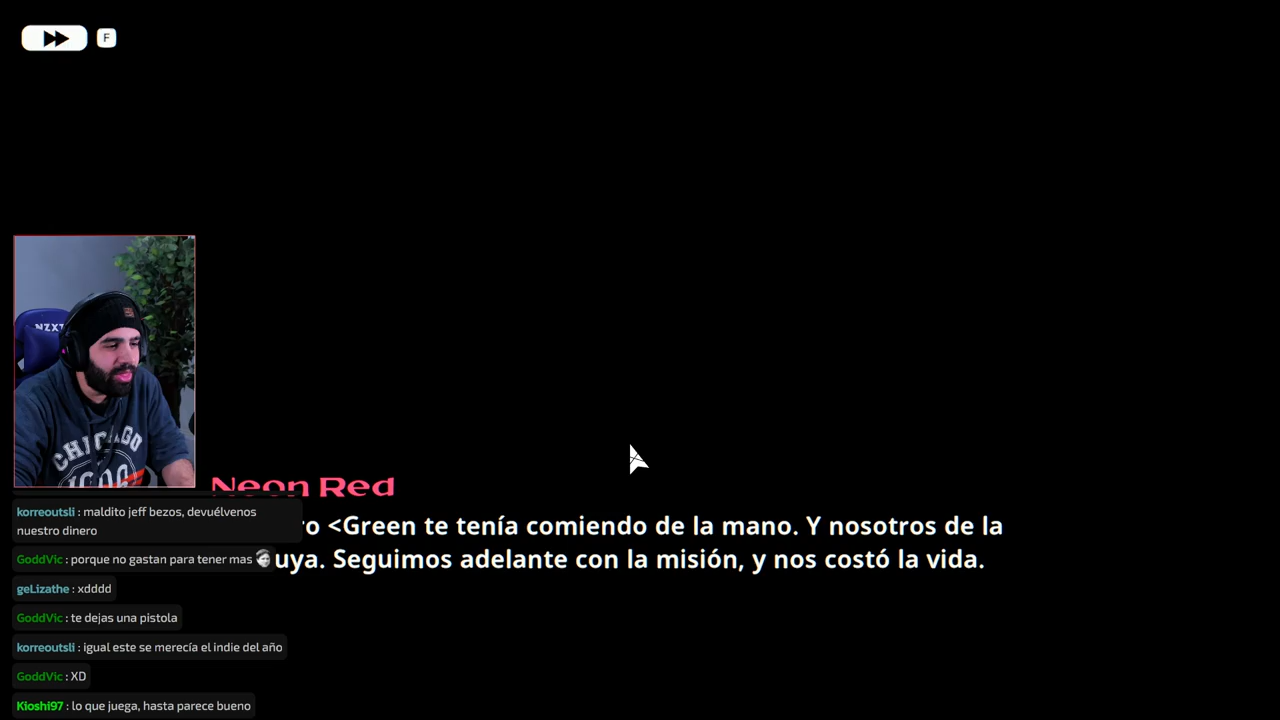 F
NZXT
CHICAGO
Neon Red
ro <Green te tenía comiendo de la mano. Y nosotros de la
uya. Seguimos adelante con la misión, y nos costó la vida.
korreoutsli : maldito jeff bezos, devuélvenos
nuestro dinero
GoddVic : porque no gastan para tener mas
geLizathe : xdddd
GoddVic : te dejas una pistola
korreoutsli : igual este se merecía el indie del año
GoddVic : XD
Kioshi97 : lo que juega, hasta parece bueno